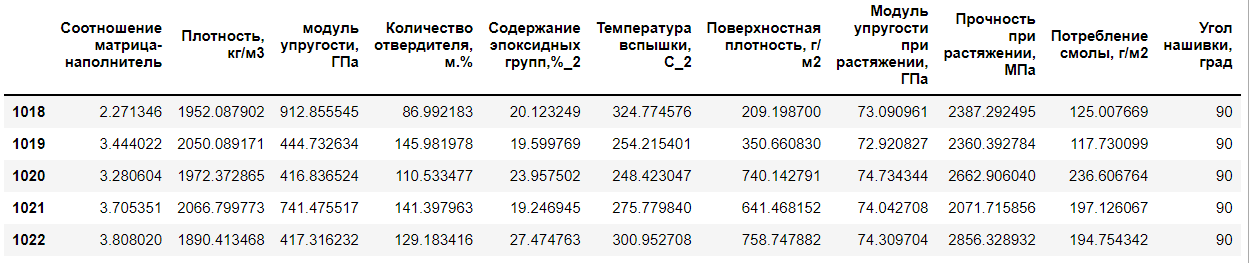 Соотношение матрица-наполнитель Плотность, кг/м3 модуль упругости, ГПа Количество отвердителя, м.% Содержание эпоксидных групп,%_2 Температура вспышки, С_2 Поверхностная плотность, г/м2 Модуль упругости при растяжении, ГПа Прочность при растяжении, МПа Потребление смолы, г/м2 Угол нашивки, град
1018 2.271346 1952.087902 912.855545 86.992183 20.123249 324.774576 209.198700 73.090961 2387.292495 125.007669 90
1019 3.444022 2050.089171 444.732634 145.981978 19.599769 254.215401 350.660830 72.920827 2360.392784 117.730099 90
1020 3.280604 1972.372865 416.836524 110.533477 23.957502 248.423047 740.142791 74.734344 2662.906040 236.606764 90
1021 3.705351 2066.799773 741.475517 141.397963 19.246945 275.779840 641.468152 74.042708 2071.715856 197.126067 90
1022 3.808020 1890.413468 417.316232 129.183416 27.474763 300.952708 758.747882 74.309704 2856.328932 194.754342 90